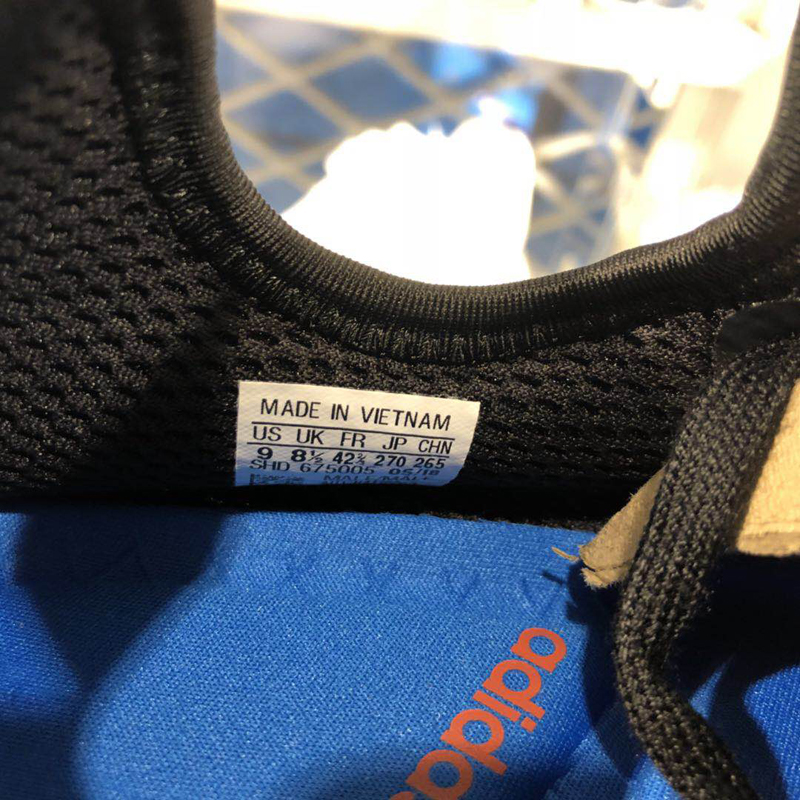 MADE IN VIETNAM
US UK FR JP CHN
9 8½ 42⅔ 270 265
SHD 675005 05/18
adidas